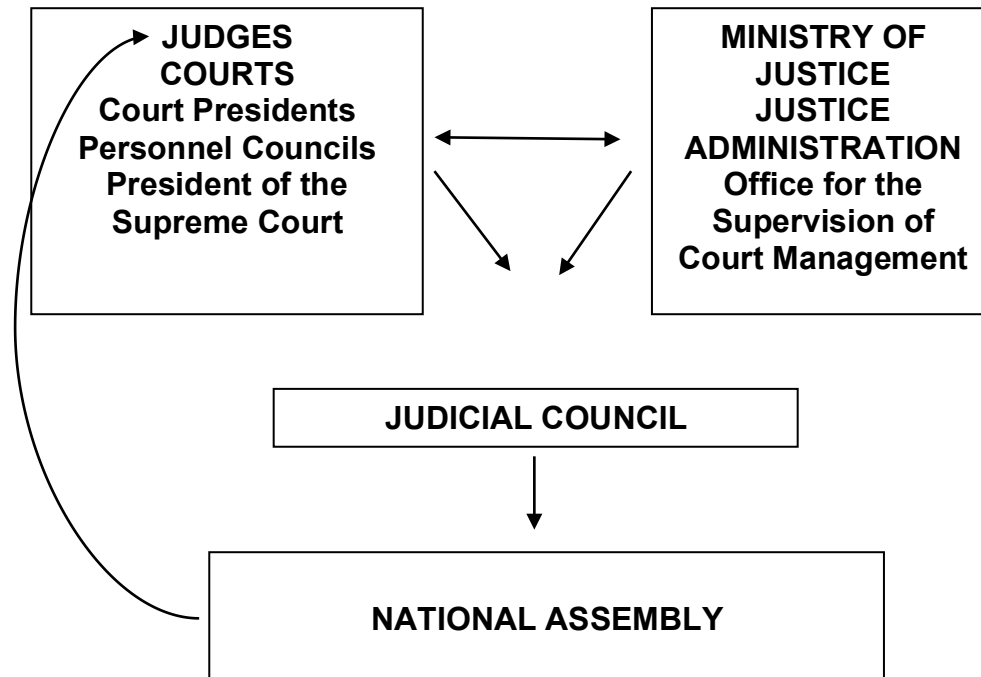 JUDGES
COURTS
Court Presidents
Personnel Councils
President of the
Supreme Court
MINISTRY OF
JUSTICE
JUSTICE
ADMINISTRATION
Office for the
Supervision of
Court Management
JUDICIAL COUNCIL
NATIONAL ASSEMBLY